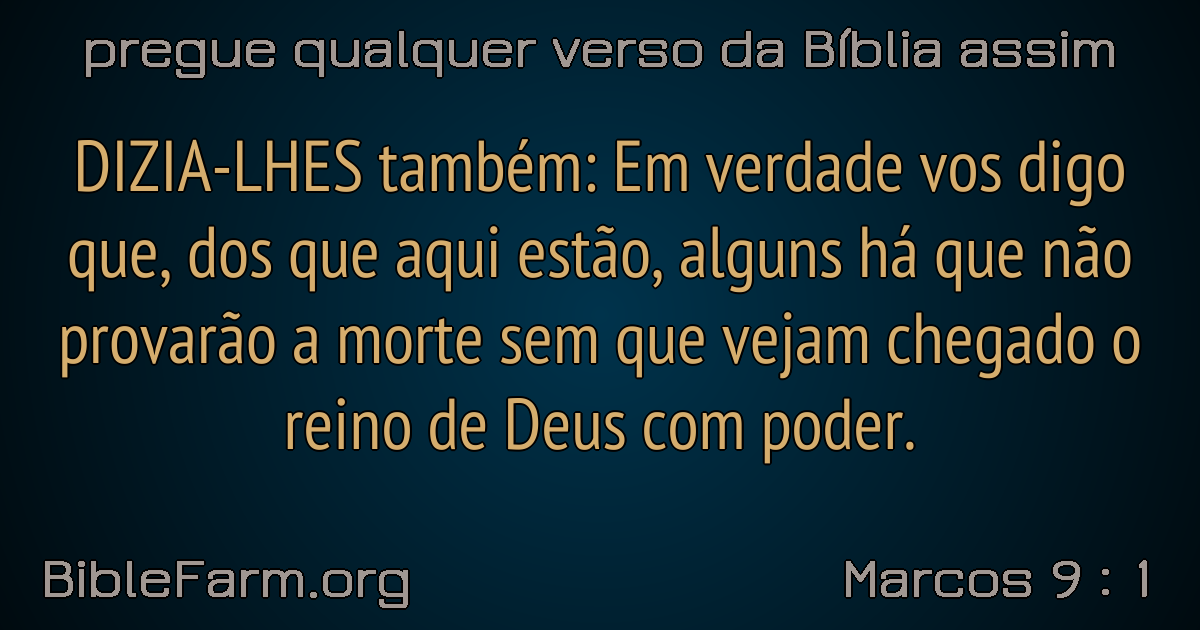 pregue qualquer verso da Bíblia assim
DIZIA-LHES também: Em verdade vos digo
que, dos que aqui estão, alguns há que não
provarão a morte sem que vejam chegado o
reino de Deus com poder.
BibleFarm.org
Marcos 9 : 1